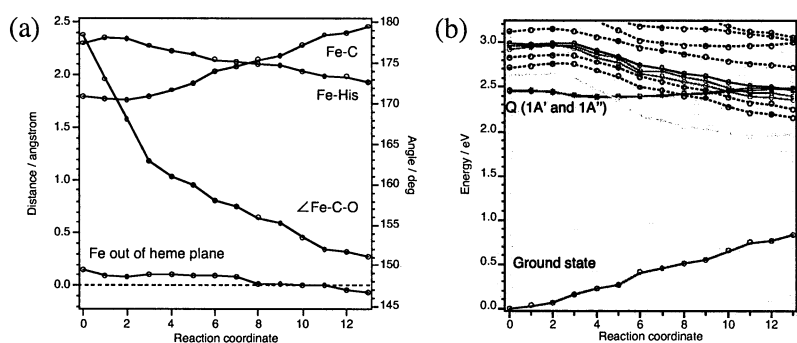 (a)
2.5
2.0
1.5
1.0
0.5
0.0
Distance / angstrom
Fe-C
Fe-His
∠Fe-C-O
Fe out of heme plane
180
175
170
165
160
155
150
145
Angle / deg
0 2 4 6 8 10 12
Reaction coordinate
(b)
3.0
2.5
2.0
1.5
1.0
0.5
0.0
Energy / eV
Q (1A' and 1A'')
Ground state
0 2 4 6 8 10 12
Reaction coordinate